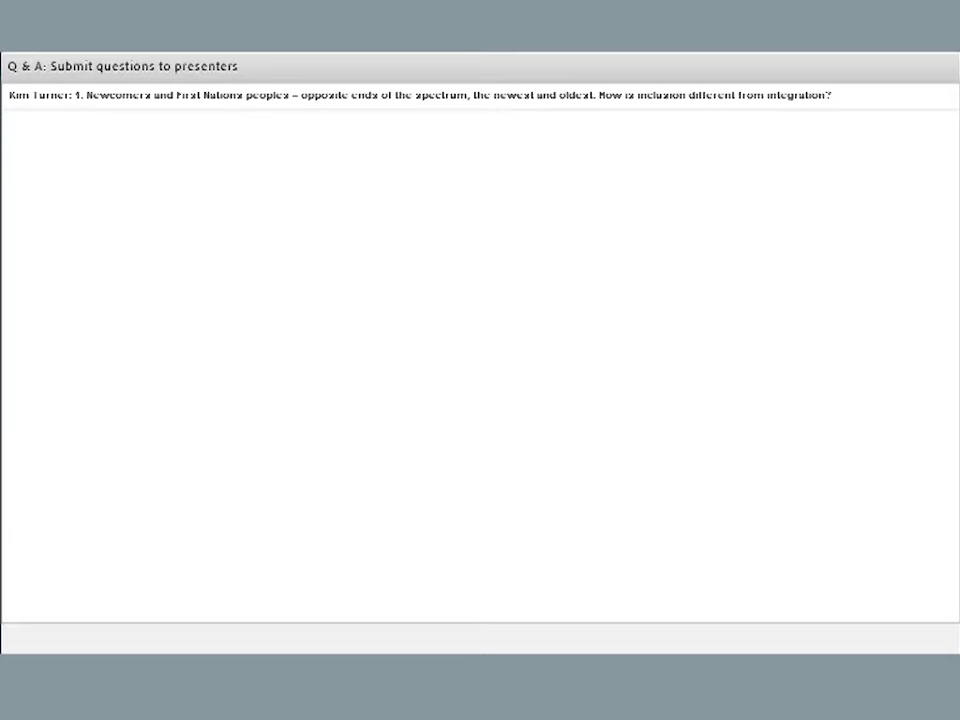 Q & A: Submit questions to presenters
Kim Turner: 1. Newcomers and First Nations peoples – opposite ends of the spectrum, the newest and oldest. How is inclusion different from integration?